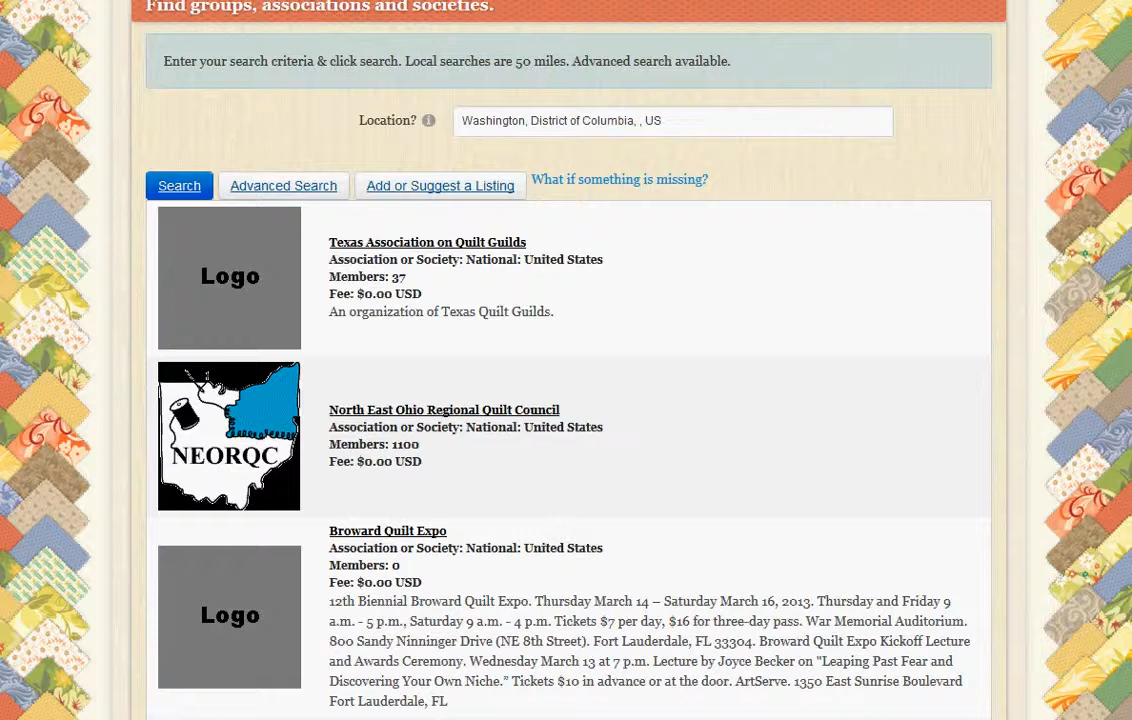 Find groups, associations and societies.
Enter your search criteria & click search. Local searches are 50 miles. Advanced search available.
Location? i
Washington, District of Columbia, , US
Search
Advanced Search
Add or Suggest a Listing
What if something is missing?
Logo
Texas Association on Quilt Guilds
Association or Society: National: United States
Members: 37
Fee: $0.00 USD
An organization of Texas Quilt Guilds.
NEORQC
North East Ohio Regional Quilt Council
Association or Society: National: United States
Members: 1100
Fee: $0.00 USD
Logo
Broward Quilt Expo
Association or Society: National: United States
Members: 0
Fee: $0.00 USD
12th Biennial Broward Quilt Expo. Thursday March 14 – Saturday March 16, 2013. Thursday and Friday 9
a.m. - 5 p.m., Saturday 9 a.m. - 4 p.m. Tickets $7 per day, $16 for three-day pass. War Memorial Auditorium.
800 Sandy Ninninger Drive (NE 8th Street). Fort Lauderdale, FL 33304. Broward Quilt Expo Kickoff Lecture
and Awards Ceremony. Wednesday March 13 at 7 p.m. Lecture by Joyce Becker on "Leaping Past Fear and
Discovering Your Own Niche.” Tickets $10 in advance or at the door. ArtServe. 1350 East Sunrise Boulevard
Fort Lauderdale, FL